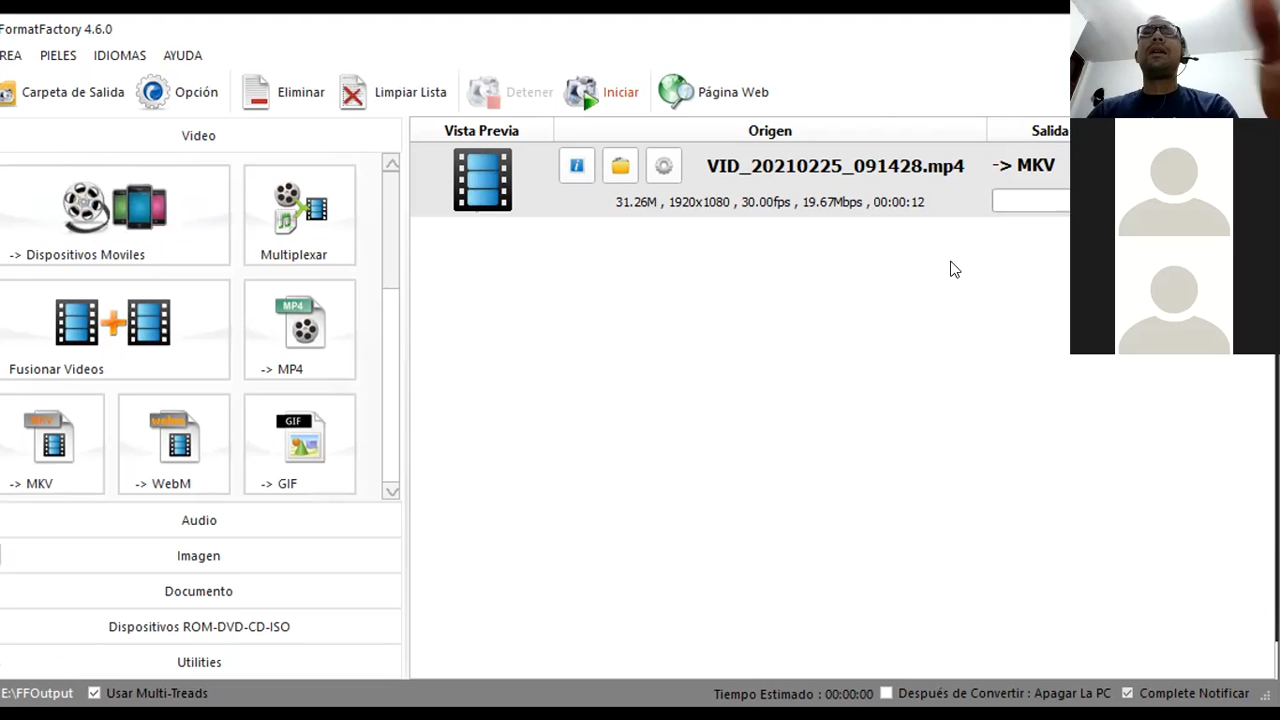 FormatFactory 4.6.0
REA PIELES IDIOMAS AYUDA
Carpeta de Salida Opción Eliminar Limpiar Lista Detener Iniciar Página Web
Video
Vista Previa Origen Salida
VID_20210225_091428.mp4 -> MKV
31.26M , 1920x1080 , 30.00fps , 19.67Mbps , 00:00:12
-> Dispositivos Moviles
Multiplexar
Fusionar Videos
MP4
-> MP4
MKV
-> MKV
webm
-> WebM
GIF
-> GIF
Audio
Imagen
Documento
Dispositivos ROM-DVD-CD-ISO
Utilities
E:\FFOutput Usar Multi-Treads Tiempo Estimado : 00:00:00 Después de Convertir : Apagar La PC Complete Notificar